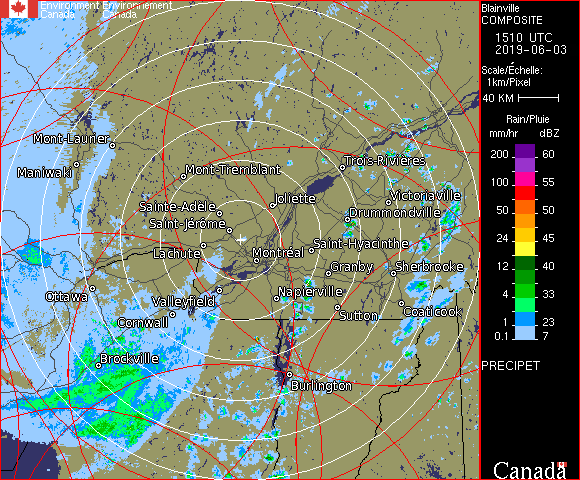 Environment Environnement
Canada Canada
Blainville
COMPOSITE
1510 UTC
2019-06-03
Scale/Échelle:
1km/Pixel
40 KM
Rain/Pluie
mm/hr dBZ
200 60
100 55
50 50
24 45
12 40
4 33
1 23
0.1 7
PRECIPET
Canada
Mont-Laurier
Maniwaki
Mont-Tremblant
Trois-Rivières
Joliette
Sainte-Adele
Saint-Jérôme
Victoriaville
Drummondville
Lachute
Montréal
Saint-Hyacinthe
Granby
Sherbrooke
Ottawa
Valleyfield
Napierville
Cornwall
Sutton
Coaticook
Brockville
Burlington